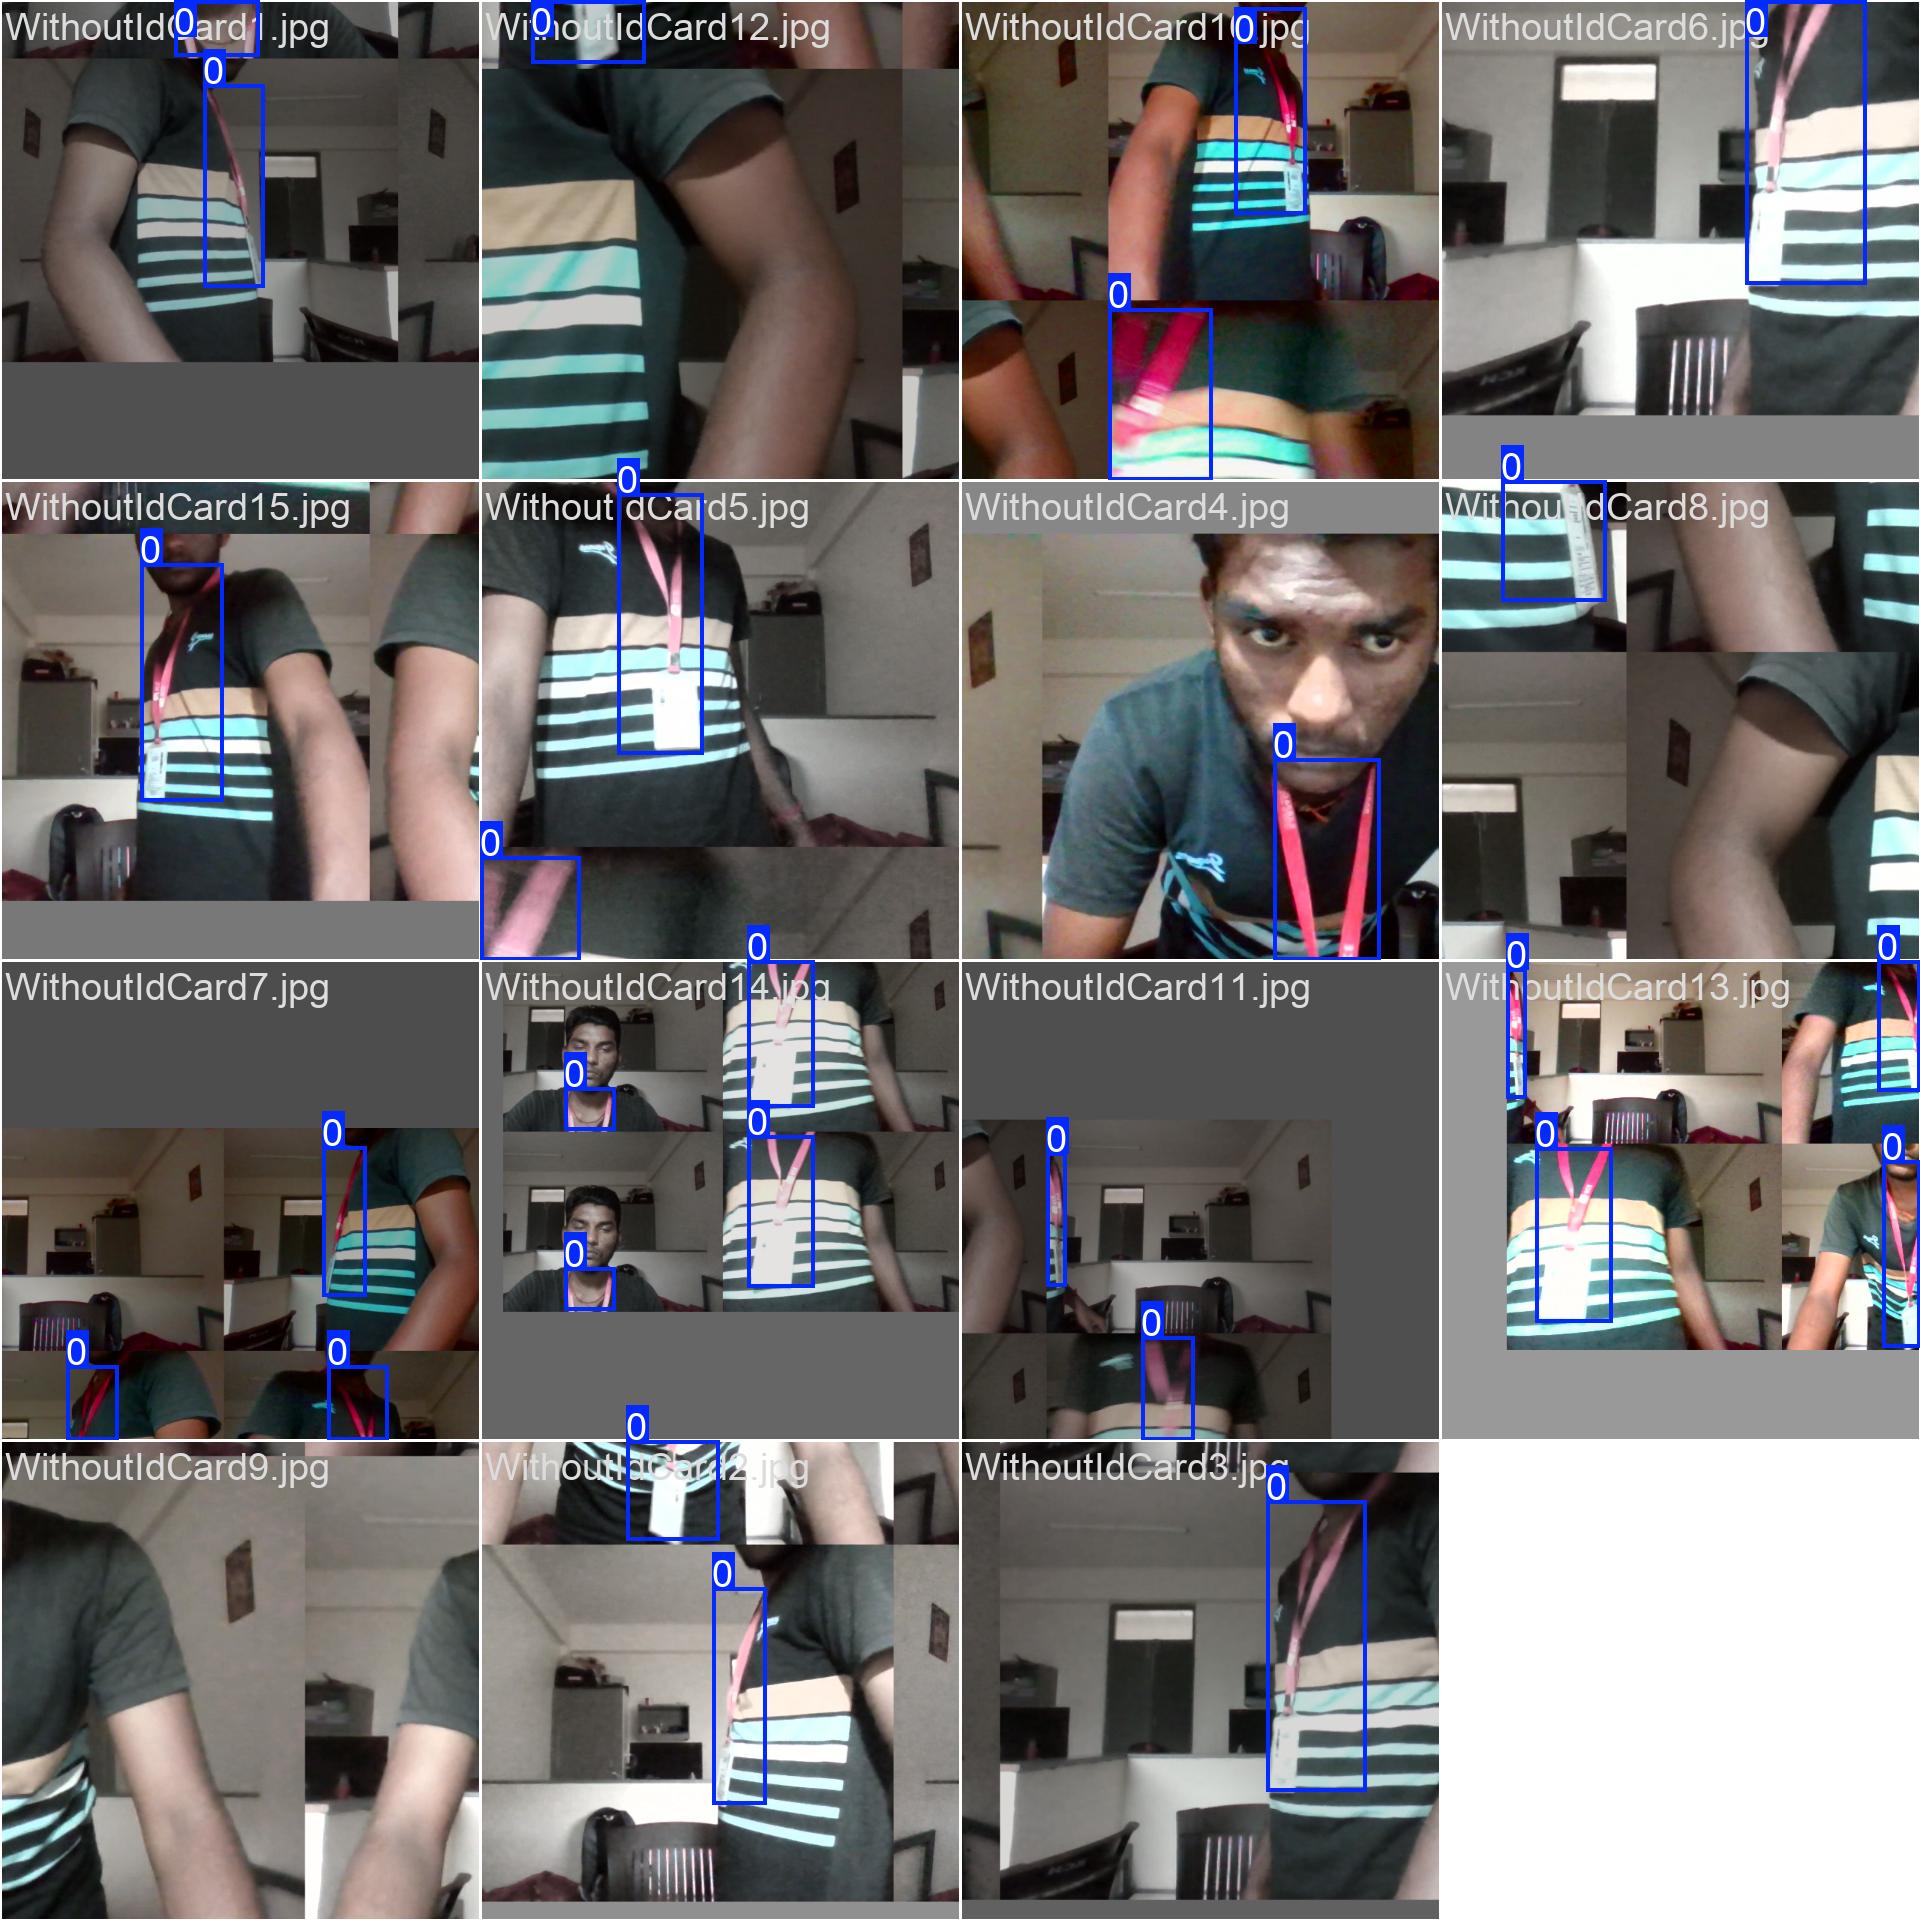 WithoutIdCard1.jpg
0
0
WithoutIdCard12.jpg
0
WithoutIdCard10.jpg
0
0
WithoutIdCard6.jpg
0
WithoutIdCard15.jpg
0
WithoutIdCard5.jpg
0
0
WithoutIdCard4.jpg
0
WithoutIdCard8.jpg
0
WithoutIdCard7.jpg
0
0
0
WithoutIdCard14.jpg
0
0
0
0
WithoutIdCard11.jpg
0
0
WithoutIdCard13.jpg
0
0
0
0
WithoutIdCard9.jpg
WithoutIdCard2.jpg
0
0
WithoutIdCard3.jpg
0